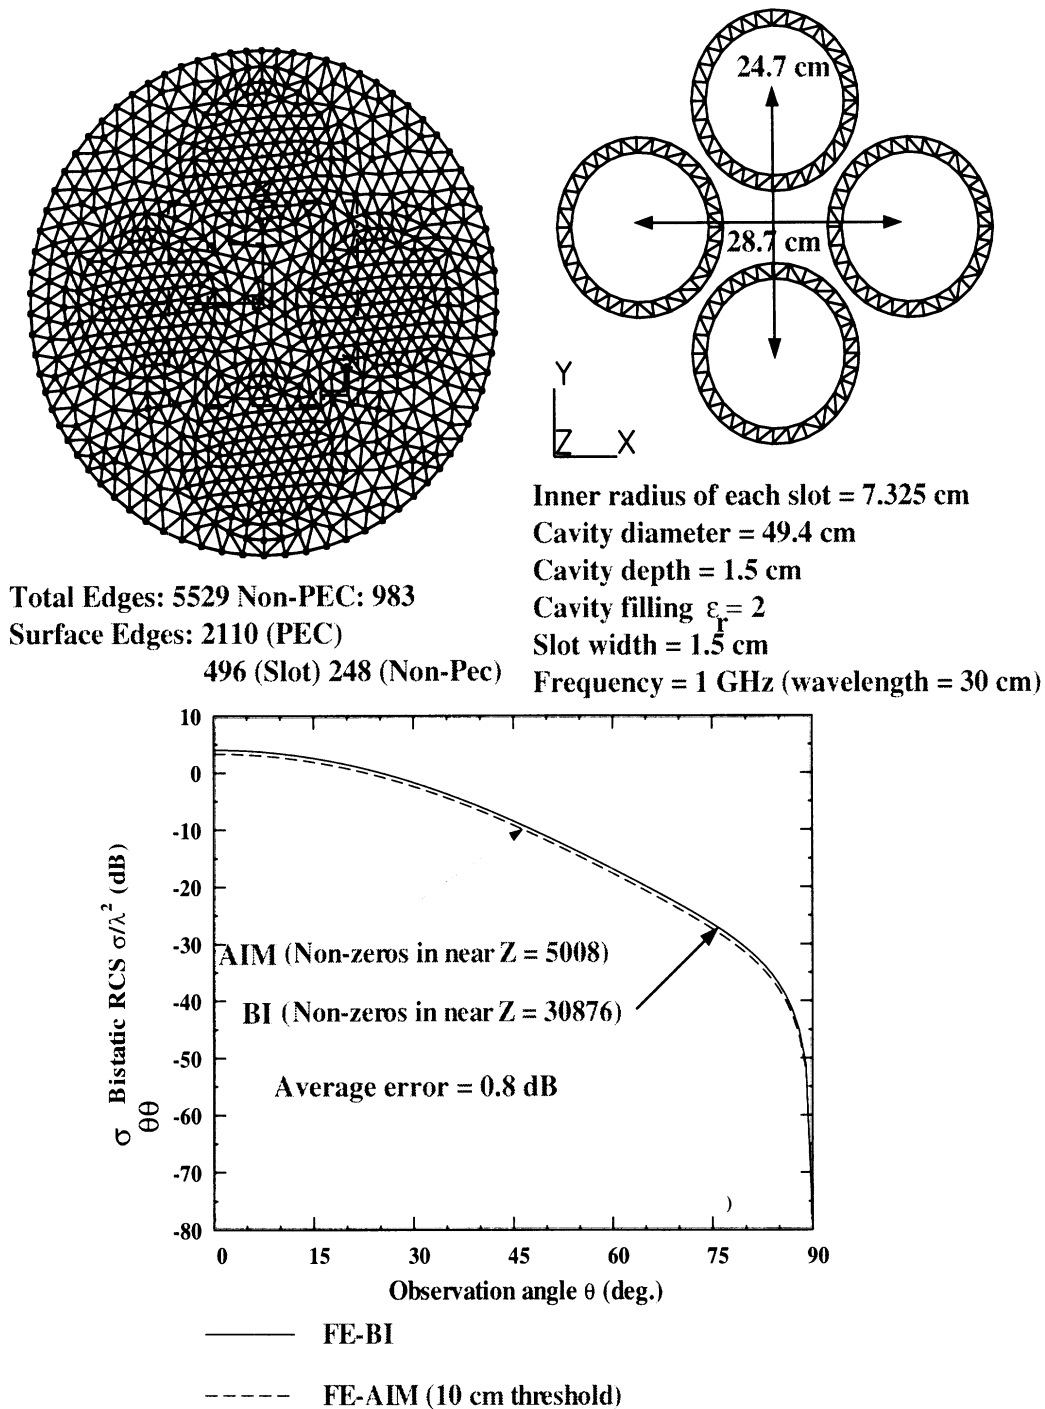 24.7 cm
28.7 cm
Y
Z X
Inner radius of each slot = 7.325 cm
Cavity diameter = 49.4 cm
Cavity depth = 1.5 cm
Cavity filling εr = 2
Slot width = 1.5 cm
Frequency = 1 GHz (wavelength = 30 cm)
Total Edges: 5529 Non-PEC: 983
Surface Edges: 2110 (PEC)
496 (Slot) 248 (Non-Pec)
10
0
-10
-20
-30
-40
-50
-60
-70
-80
σθθ Bistatic RCS σ/λ² (dB)
AIM (Non-zeros in near Z = 5008)
BI (Non-zeros in near Z = 30876)
Average error = 0.8 dB
)
0 15 30 45 60 75 90
Observation angle θ (deg.)
FE-BI
FE-AIM (10 cm threshold)